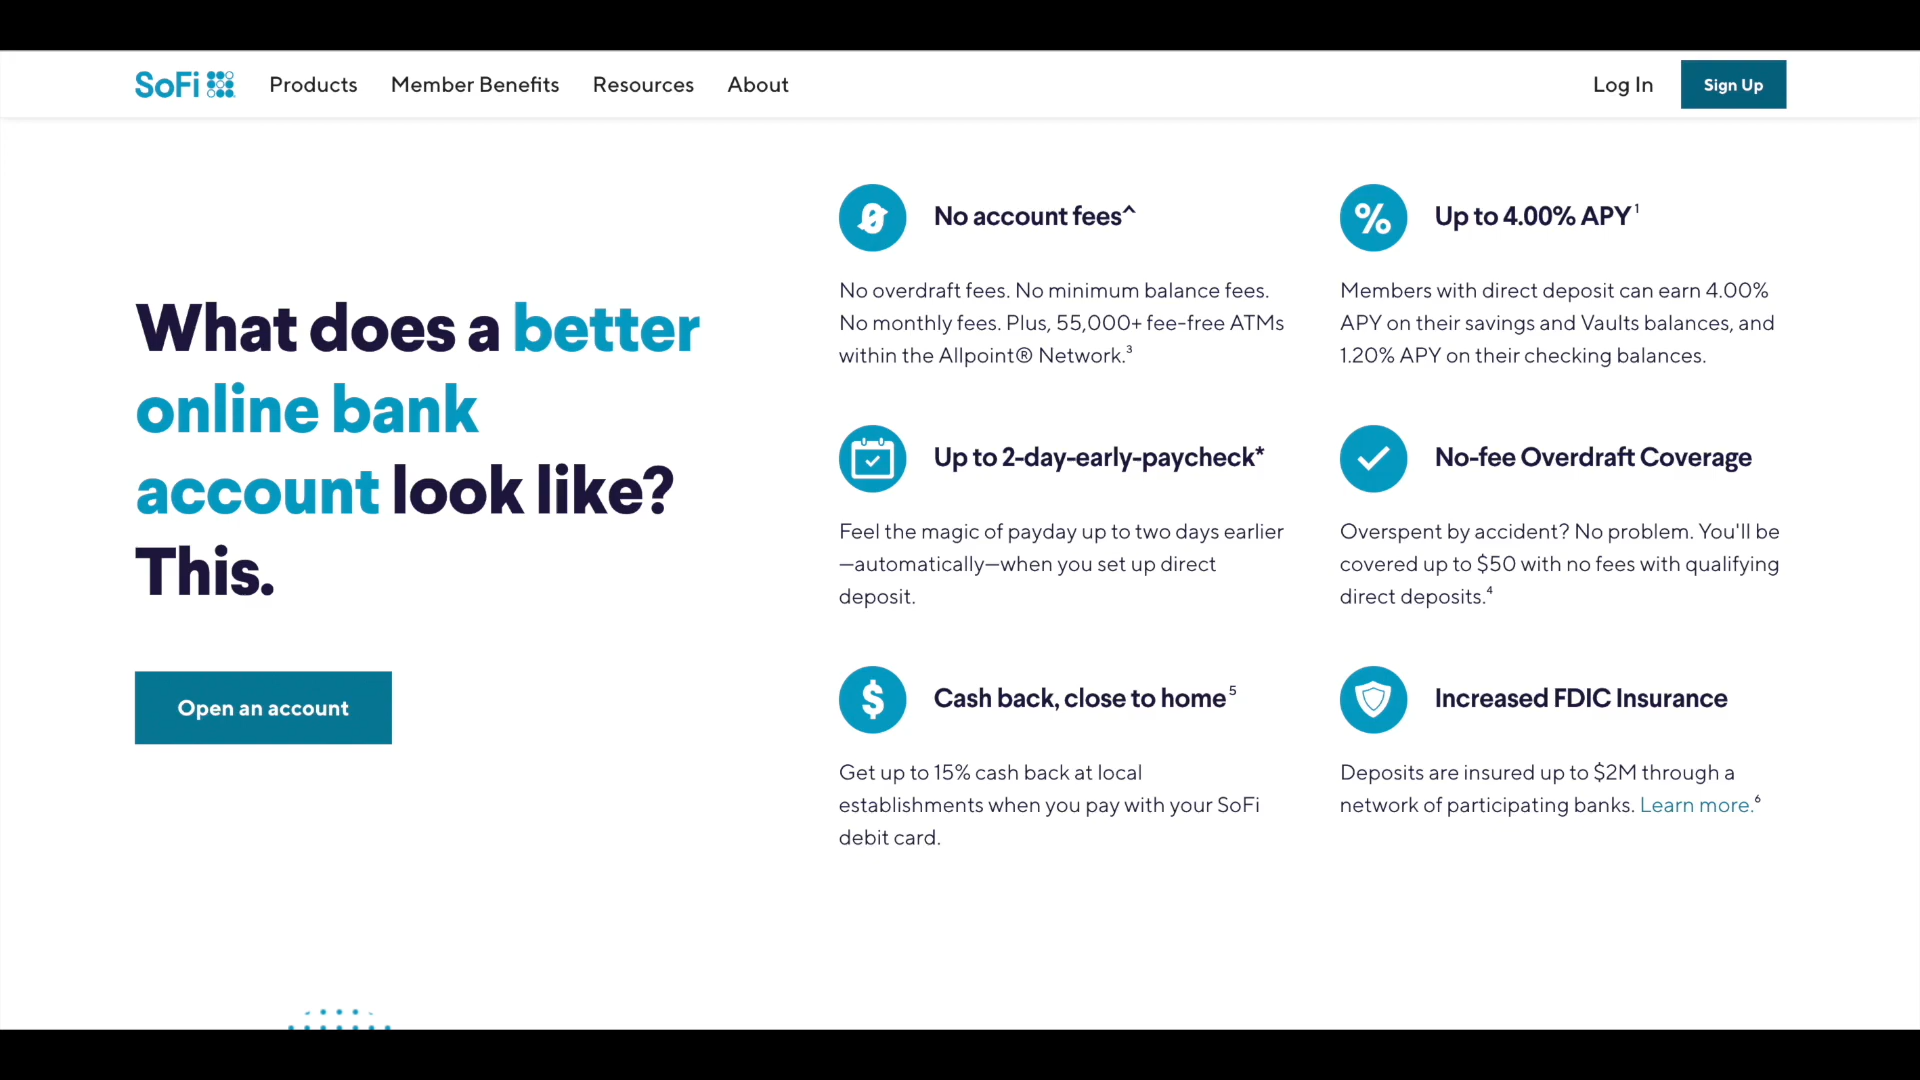 SoFi
Products
Member Benefits
Resources
About
Log In
Sign Up
What does a better
online bank
account look like?
This.
Open an account
No account fees^
No overdraft fees. No minimum balance fees.
No monthly fees. Plus, 55,000+ fee-free ATMs
within the Allpoint® Network.³
Up to 4.00% APY¹
Members with direct deposit can earn 4.00%
APY on their savings and Vaults balances, and
1.20% APY on their checking balances.
Up to 2-day-early-paycheck*
Feel the magic of payday up to two days earlier
—automatically—when you set up direct
deposit.
No-fee Overdraft Coverage
Overspent by accident? No problem. You'll be
covered up to $50 with no fees with qualifying
direct deposits.⁴
Cash back, close to home⁵
Get up to 15% cash back at local
establishments when you pay with your SoFi
debit card.
Increased FDIC Insurance
Deposits are insured up to $2M through a
network of participating banks. Learn more.⁶